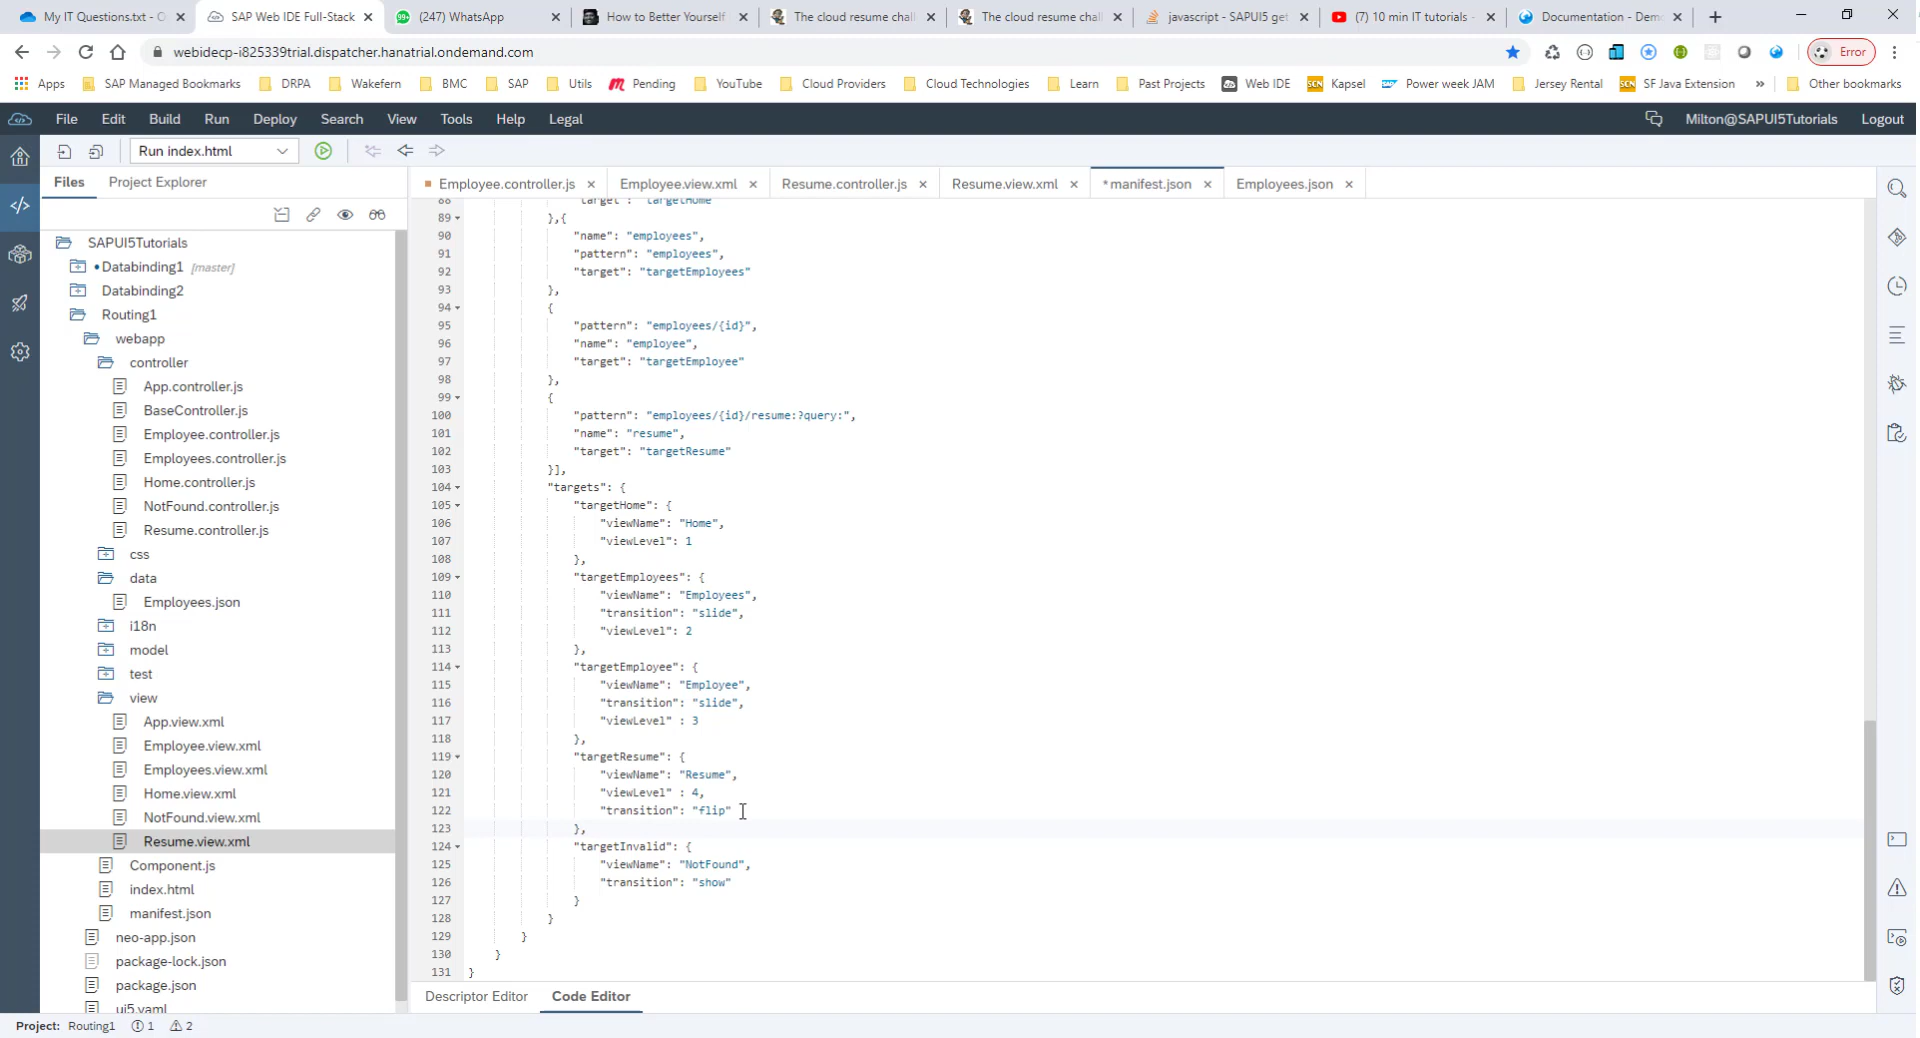 My IT Questions.txt - O
SAP Web IDE Full-Stack
(247) WhatsApp
How to Better Yourself
The cloud resume chall
The cloud resume chall
javascript - SAPUI5 get
(7) 10 min IT tutorials -
Documentation - Demo
webidecp-i825339trial.dispatcher.hanatrial.ondemand.com
Error
Apps
SAP Managed Bookmarks
DRPA
Wakefern
BMC
SAP
Utils
Pending
YouTube
Cloud Providers
Cloud Technologies
Learn
Past Projects
Web IDE
Kapsel
Power week JAM
Jersey Rental
SF Java Extension
»
Other bookmarks
File
Edit
Build
Run
Deploy
Search
View
Tools
Help
Legal
Milton@SAPUI5Tutorials
Logout
Run index.html
Files
Project Explorer
Employee.controller.js
Employee.view.xml
Resume.controller.js
Resume.view.xml
*manifest.json
Employees.json
SAPUI5Tutorials
Databinding1 [master]
Databinding2
Routing1
webapp
controller
App.controller.js
BaseController.js
Employee.controller.js
Employees.controller.js
Home.controller.js
NotFound.controller.js
Resume.controller.js
css
data
Employees.json
i18n
model
test
view
App.view.xml
Employee.view.xml
Employees.view.xml
Home.view.xml
NotFound.view.xml
Resume.view.xml
Component.js
index.html
manifest.json
neo-app.json
package-lock.json
package.json
ui5.yaml
88 "target": "targetHome"
89 },{
90 "name": "employees",
91 "pattern": "employees",
92 "target": "targetEmployees"
93 },
94 {
95 "pattern": "employees/{id}",
96 "name": "employee",
97 "target": "targetEmployee"
98 },
99 {
100 "pattern": "employees/{id}/resume:?query:",
101 "name": "resume",
102 "target": "targetResume"
103 }],
104 "targets": {
105 "targetHome": {
106 "viewName": "Home",
107 "viewLevel": 1
108 },
109 "targetEmployees": {
110 "viewName": "Employees",
111 "transition": "slide",
112 "viewLevel": 2
113 },
114 "targetEmployee": {
115 "viewName": "Employee",
116 "transition": "slide",
117 "viewLevel" : 3
118 },
119 "targetResume": {
120 "viewName": "Resume",
121 "viewLevel" : 4,
122 "transition": "flip"
123 },
124 "targetInvalid": {
125 "viewName": "NotFound",
126 "transition": "show"
127 }
128 }
129 }
130 }
131 }
Descriptor Editor
Code Editor
Project: Routing1
1
2